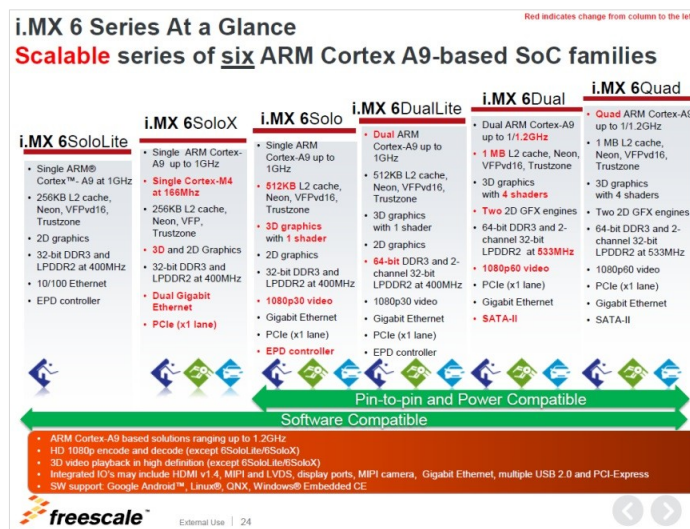 i.MX 6 Series At a Glance
Red indicates change from column to the left
Scalable series of six ARM Cortex A9-based SoC families
i.MX 6SoloLite
• Single ARM®
Cortex™- A9 at 1GHz
• 256KB L2 cache,
Neon, VFPvd16,
Trustzone
• 2D graphics
• 32-bit DDR3 and
LPDDR2 at 400MHz
• 10/100 Ethernet
• EPD controller
i.MX 6SoloX
• Single ARM Cortex-
A9 up to 1GHz
• Single Cortex-M4
at 166Mhz
• 256KB L2 cache,
Neon, VFP,
Trustzone
• 3D and 2D Graphics
• 32-bit DDR3 and
LPDDR2 at 400MHz
• Dual Gigabit
Ethernet
• PCIe (x1 lane)
i.MX 6Solo
• Single ARM
Cortex-A9 up to
1GHz
• 512KB L2 cache,
Neon, VFPvd16,
Trustzone
• 3D graphics
with 1 shader
• 2D graphics
• 32-bit DDR3 and
LPDDR2 at 400MHz
• 1080p30 video
• Gigabit Ethernet
• PCIe (x1 lane)
• EPD controller
i.MX 6DualLite
• Dual ARM
Cortex-A9 up to
1GHz
• 512KB L2 cache,
Neon, VFPvd16,
Trustzone
• 3D graphics
with 1 shader
• 2D graphics
• 64-bit DDR3 and 2-
channel 32-bit
LPDDR2 at 400MHz
• 1080p30 video
• Gigabit Ethernet
• PCIe (x1 lane)
• EPD controller
i.MX 6Dual
• Dual ARM Cortex-A9
up to 1/1.2GHz
• 1 MB L2 cache, Neon,
VFPvd16, Trustzone
• 3D graphics
with 4 shaders
• Two 2D GFX engines
• 64-bit DDR3 and 2-
channel 32-bit
LPDDR2 at 533MHz
• 1080p60 video
• PCIe (x1 lane)
• Gigabit Ethernet
• SATA-II
i.MX 6Quad
• Quad ARM Cortex-A9
up to 1/1.2GHz
• 1 MB L2 cache, Neon,
VFPvd16, Trustzone
• 3D graphics
with 4 shaders
• Two 2D GFX engines
• 64-bit DDR3 and 2-
channel 32-bit
LPDDR2 at 533MHz
• 1080p60 video
• PCIe (x1 lane)
• Gigabit Ethernet
• SATA-II
Pin-to-pin and Power Compatible
Software Compatible
• ARM Cortex-A9 based solutions ranging up to 1.2GHz
• HD 1080p encode and decode (except 6SoloLite/6SoloX)
• 3D video playback in high definition (except 6SoloLite/6SoloX)
• Integrated IO's may include HDMI v1.4, MIPI and LVDS, display ports, MIPI camera, Gigabit Ethernet, multiple USB 2.0 and PCI-Express
• SW support: Google Android™, Linux®, QNX, Windows® Embedded CE
freescale™
External Use | 24